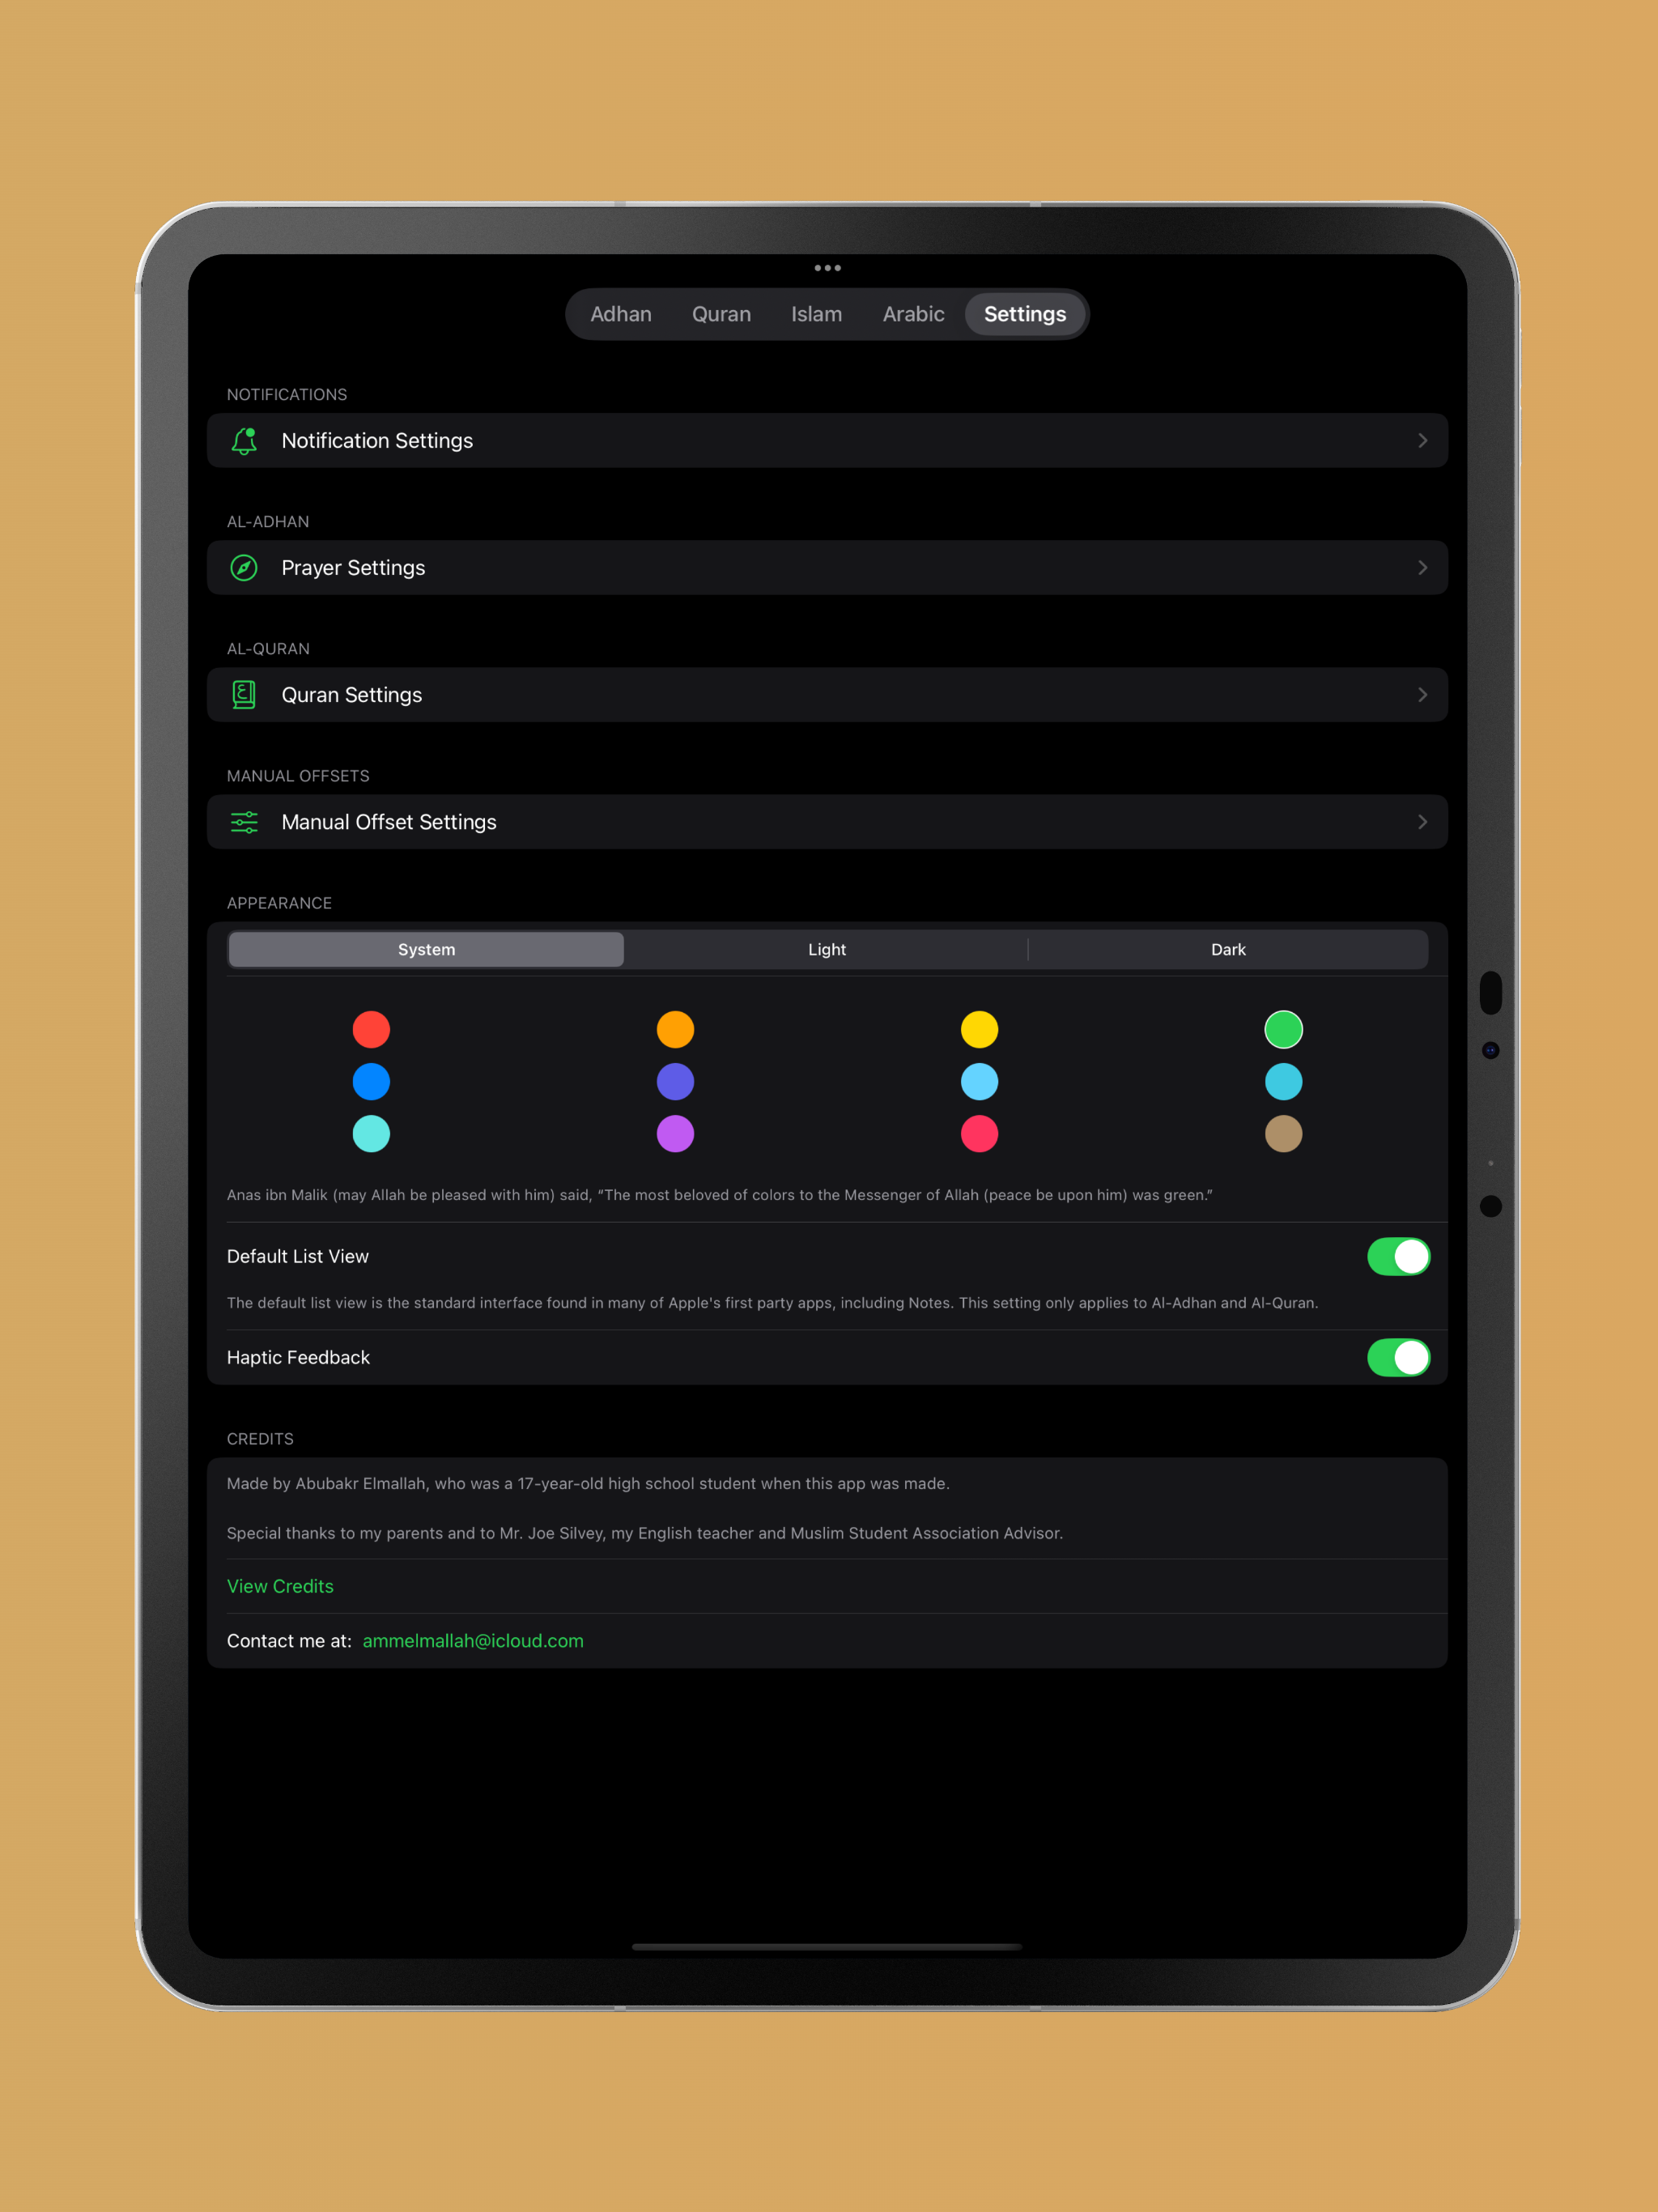 Adhan Quran Islam Arabic Settings
NOTIFICATIONS
Notification Settings
AL-ADHAN
Prayer Settings
AL-QURAN
ع
Quran Settings
MANUAL OFFSETS
Manual Offset Settings
APPEARANCE
System Light Dark
Anas ibn Malik (may Allah be pleased with him) said, “The most beloved of colors to the Messenger of Allah (peace be upon him) was green.”
Default List View
The default list view is the standard interface found in many of Apple's first party apps, including Notes. This setting only applies to Al-Adhan and Al-Quran.
Haptic Feedback
CREDITS
Made by Abubakr Elmallah, who was a 17-year-old high school student when this app was made.
Special thanks to my parents and to Mr. Joe Silvey, my English teacher and Muslim Student Association Advisor.
View Credits
Contact me at: ammelmallah@icloud.com